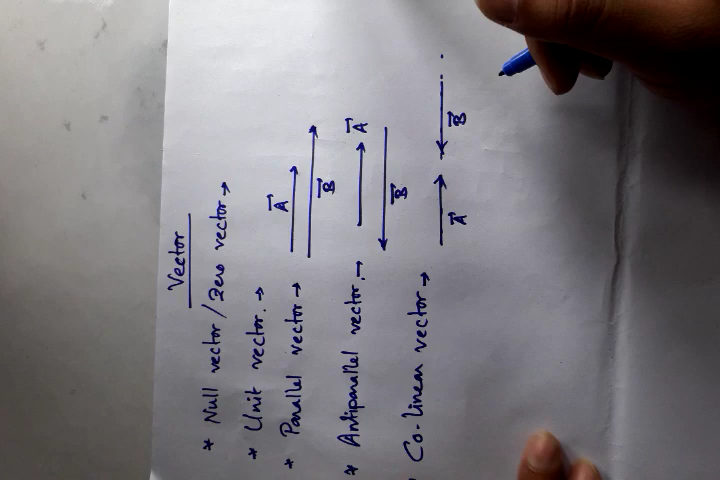 Vector
* Null vector / Zero vector →
* Unit vector. →
* Parallel vector → A B
* Antiparallel vector. → A B
Co-linear vector → A B